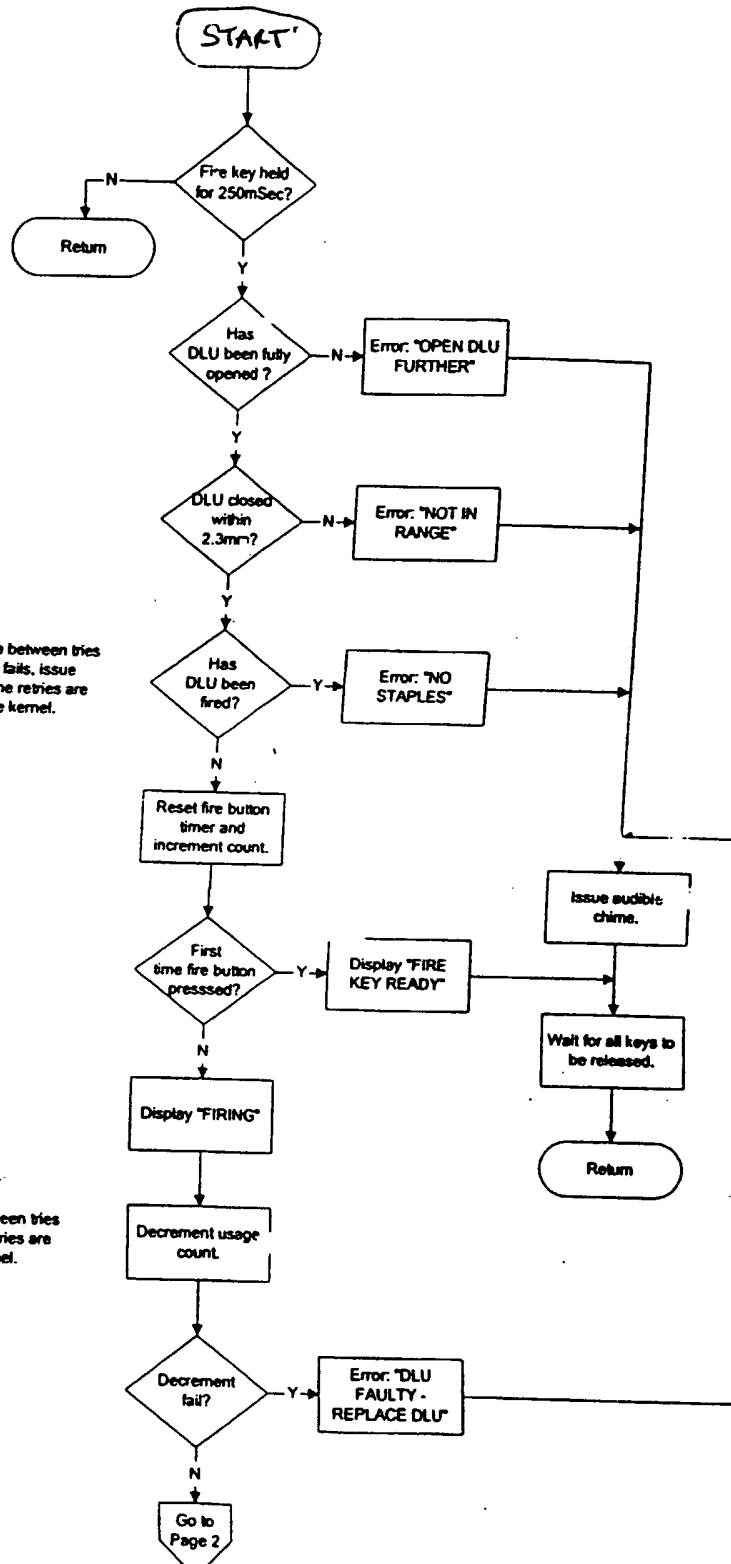 START
Fire key held
for 250mSec?
N
Return
Y
Has
DLU been fully
opened ?
N
Error: "OPEN DLU
FURTHER"
Y
DLU closed
within
2.3mm?
N
Error: "NOT IN
RANGE"
Y
between tries
fails, issue
retries are
kernel.
Has
DLU been
fired?
Y
Error: "NO
STAPLES"
N
Reset fire button
timer and
increment count.
Issue audible
chime.
First
time fire button
presssed?
Y
Display "FIRE
KEY READY"
Wait for all keys to
be released.
N
Display "FIRING"
Return
tries
are
Decrement usage
count.
Decrement
fail?
Y
Error: "DLU
FAULTY -
REPLACE DLU"
N
Go to
Page 2